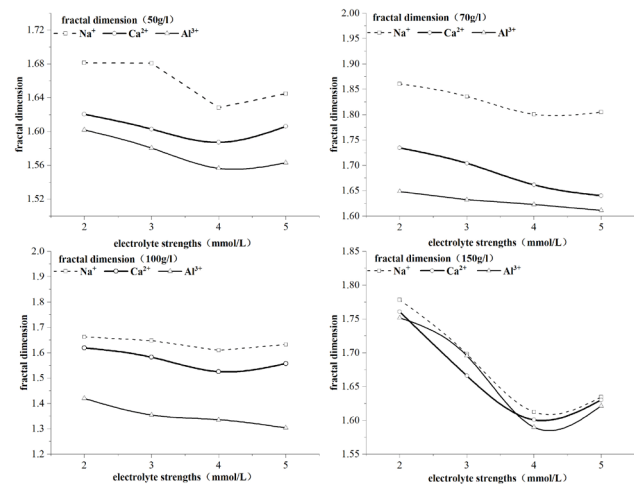 fractal dimension（50g/l）
Na⁺ Ca²⁺ Al³⁺
1.72
1.68
1.64
1.60
1.56
1.52
fractal dimension
2 3 4 5
electrolyte strengths（mmol/L）
fractal dimension（70g/l）
Na⁺ Ca²⁺ Al³⁺
2.00
1.95
1.90
1.85
1.80
1.75
1.70
1.65
1.60
fractal dimension
2 3 4 5
electrolyte strengths（mmol/L）
fractal dimension（100g/l）
Na⁺ Ca²⁺ Al³⁺
2.0
1.9
1.8
1.7
1.6
1.5
1.4
1.3
1.2
fractal dimension
2 3 4 5
electrolyte strengths（mmol/L）
fractal dimension（150g/l）
Na⁺ Ca²⁺ Al³⁺
1.85
1.80
1.75
1.70
1.65
1.60
1.55
fractal dimension
2 3 4 5
electrolyte strengths（mmol/L）